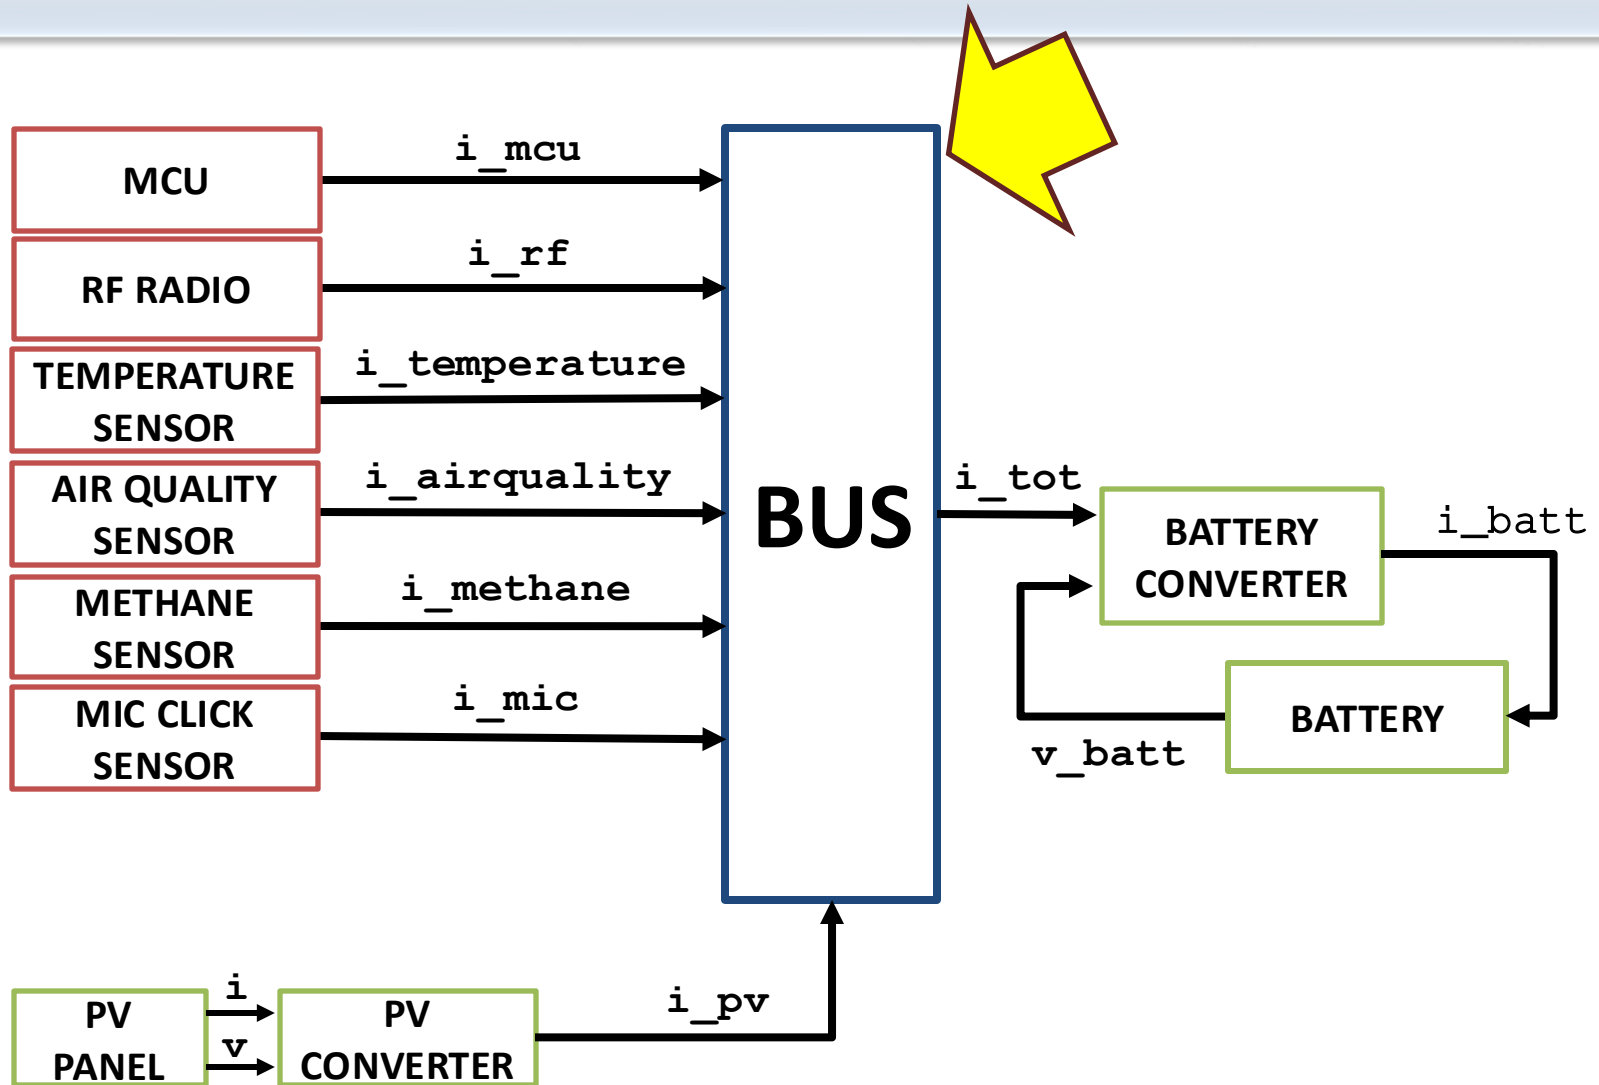 MCU
i_mcu
RF RADIO
i_rf
TEMPERATURE
SENSOR
i_temperature
AIR QUALITY
SENSOR
i_airquality
METHANE
SENSOR
i_methane
MIC CLICK
SENSOR
i_mic
BUS
i_tot
BATTERY
CONVERTER
i_batt
BATTERY
v_batt
PV
PANEL
i
v
PV
CONVERTER
i_pv